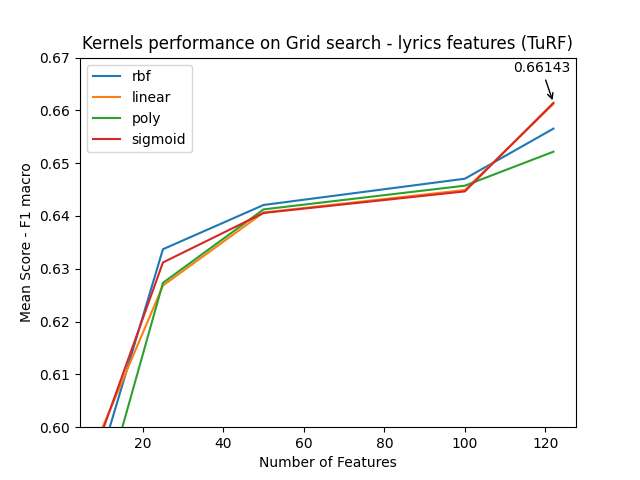 Kernels performance on Grid search - lyrics features (TuRF)
0.67
0.66
0.65
0.64
0.63
0.62
0.61
0.60
Mean Score - F1 macro
rbf
linear
poly
sigmoid
0.66143
20 40 60 80 100 120
Number of Features